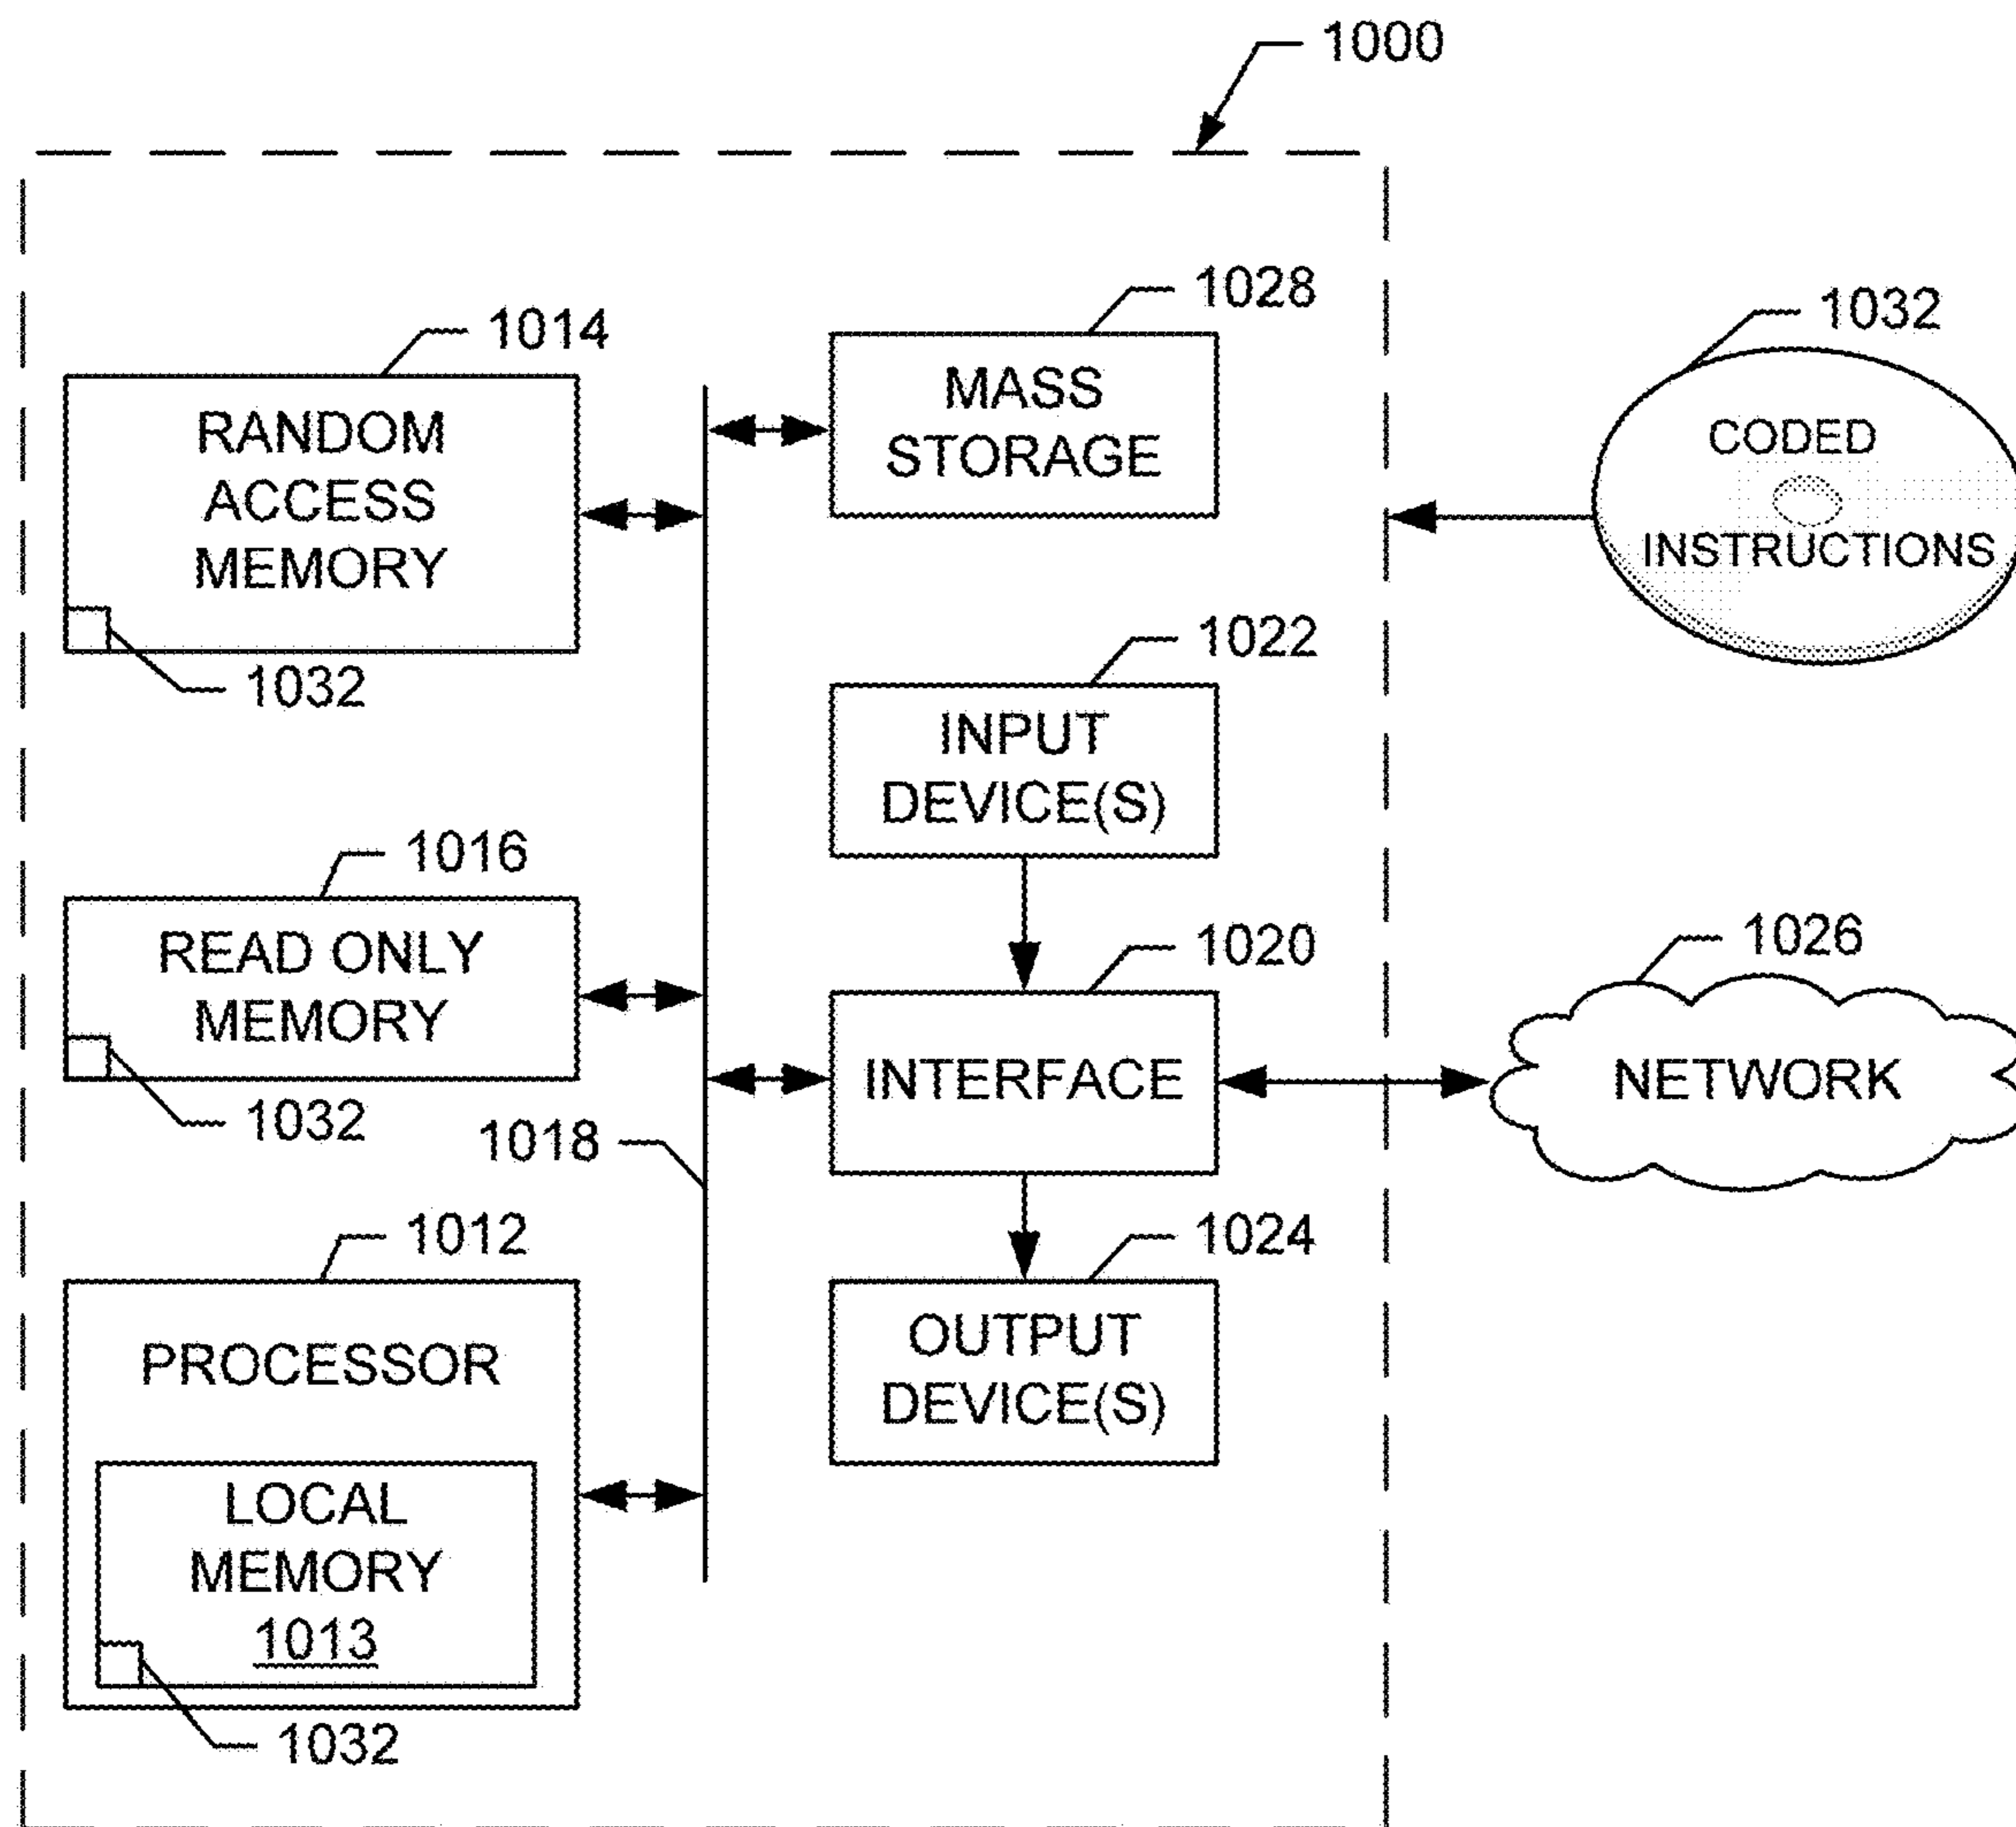 1000
1014
RANDOM
ACCESS
MEMORY
1032
1028
MASS
STORAGE
1032
CODED
INSTRUCTIONS
1022
INPUT
DEVICE(S)
1016
READ ONLY
MEMORY
1032
1018
1020
INTERFACE
1026
NETWORK
1012
PROCESSOR
LOCAL
MEMORY
1013
1032
1024
OUTPUT
DEVICE(S)